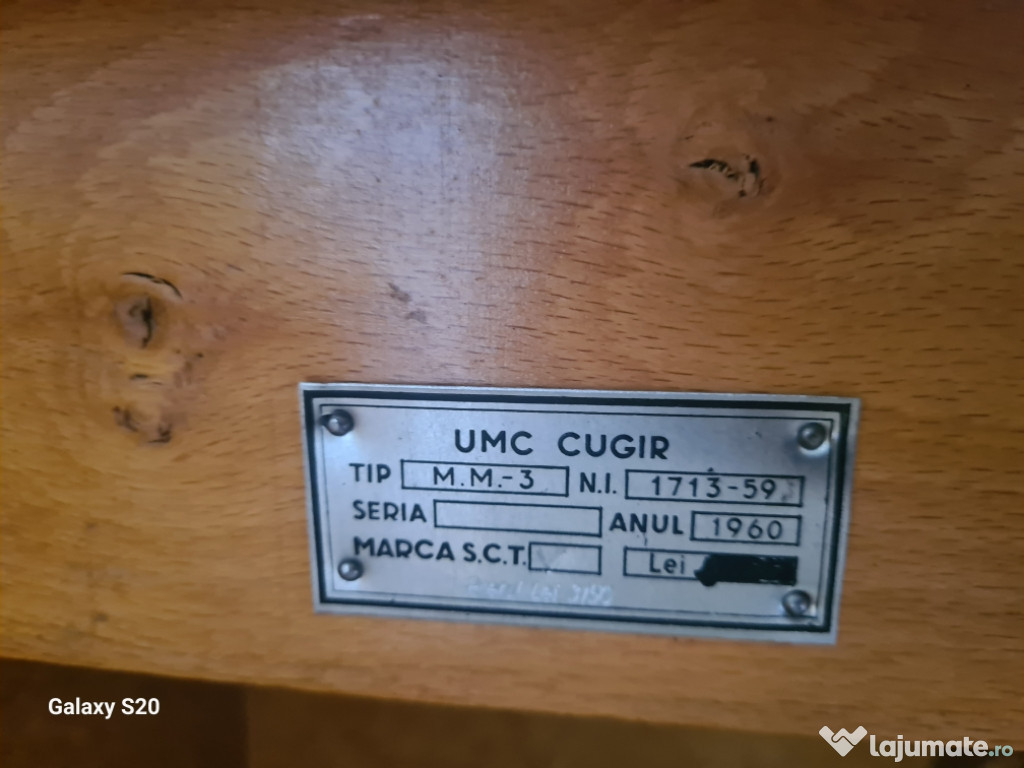 UMC CUGIR
TIP M.M.-3 N.I. 1713-59
SERIA ANUL 1960
MARCA S.C.T. Lei
Galaxy S20
lajumate.ro